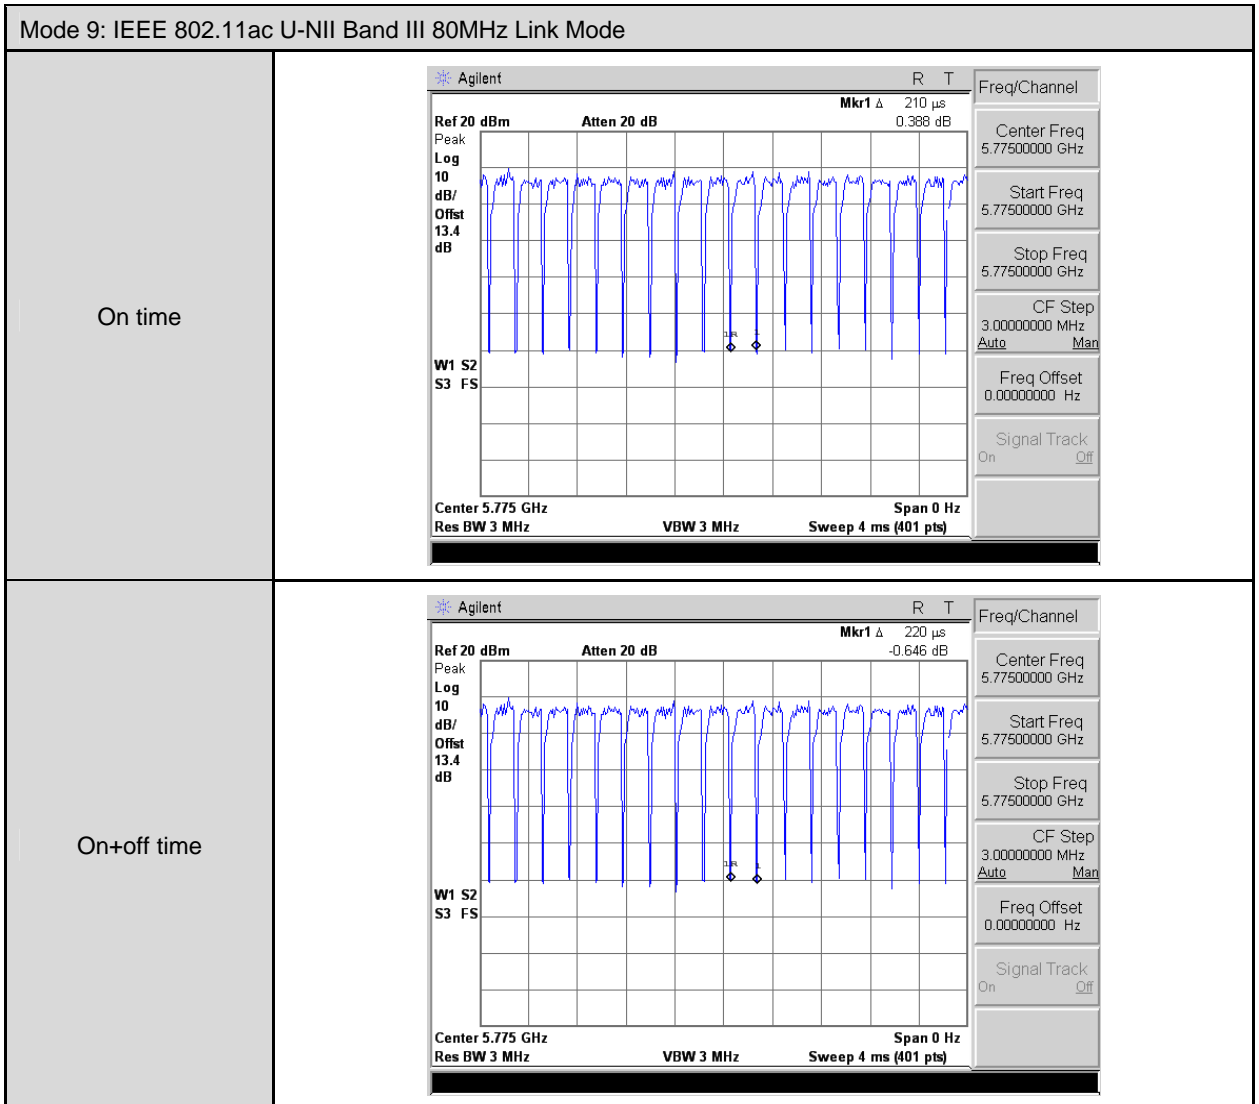 Mode 9: IEEE 802.11ac U-NII Band III 80MHz Link Mode
On time
Agilent R T
Mkr1 Δ 210 µs
Ref 20 dBm Atten 20 dB 0.388 dB
Peak
Log
10
dB/
Offst
13.4
dB
1R 1
W1 S2
S3 FS
Center 5.775 GHz Span 0 Hz
Res BW 3 MHz VBW 3 MHz Sweep 4 ms (401 pts)
Freq/Channel
Center Freq
5.77500000 GHz
Start Freq
5.77500000 GHz
Stop Freq
5.77500000 GHz
CF Step
3.00000000 MHz
Auto Man
Freq Offset
0.00000000 Hz
Signal Track
On Off
On+off time
Agilent R T
Mkr1 Δ 220 µs
Ref 20 dBm Atten 20 dB -0.646 dB
Peak
Log
10
dB/
Offst
13.4
dB
1R 1
W1 S2
S3 FS
Center 5.775 GHz Span 0 Hz
Res BW 3 MHz VBW 3 MHz Sweep 4 ms (401 pts)
Freq/Channel
Center Freq
5.77500000 GHz
Start Freq
5.77500000 GHz
Stop Freq
5.77500000 GHz
CF Step
3.00000000 MHz
Auto Man
Freq Offset
0.00000000 Hz
Signal Track
On Off